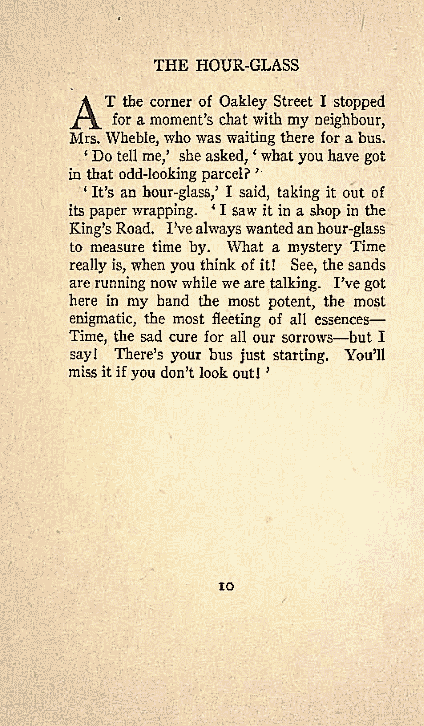 THE HOUR-GLASS
AT the corner of Oakley Street I stopped
for a moment's chat with my neighbour,
Mrs. Wheble, who was waiting there for a bus.
' Do tell me,' she asked, ' what you have got
in that odd-looking parcel? '
' It's an hour-glass,' I said, taking it out of
its paper wrapping. ' I saw it in a shop in the
King's Road. I've always wanted an hour-glass
to measure time by. What a mystery Time
really is, when you think of it! See, the sands
are running now while we are talking. I've got
here in my hand the most potent, the most
enigmatic, the most fleeting of all essences—
Time, the sad cure for all our sorrows—but I
say! There's your bus just starting. You'll
miss it if you don't look out! '
10